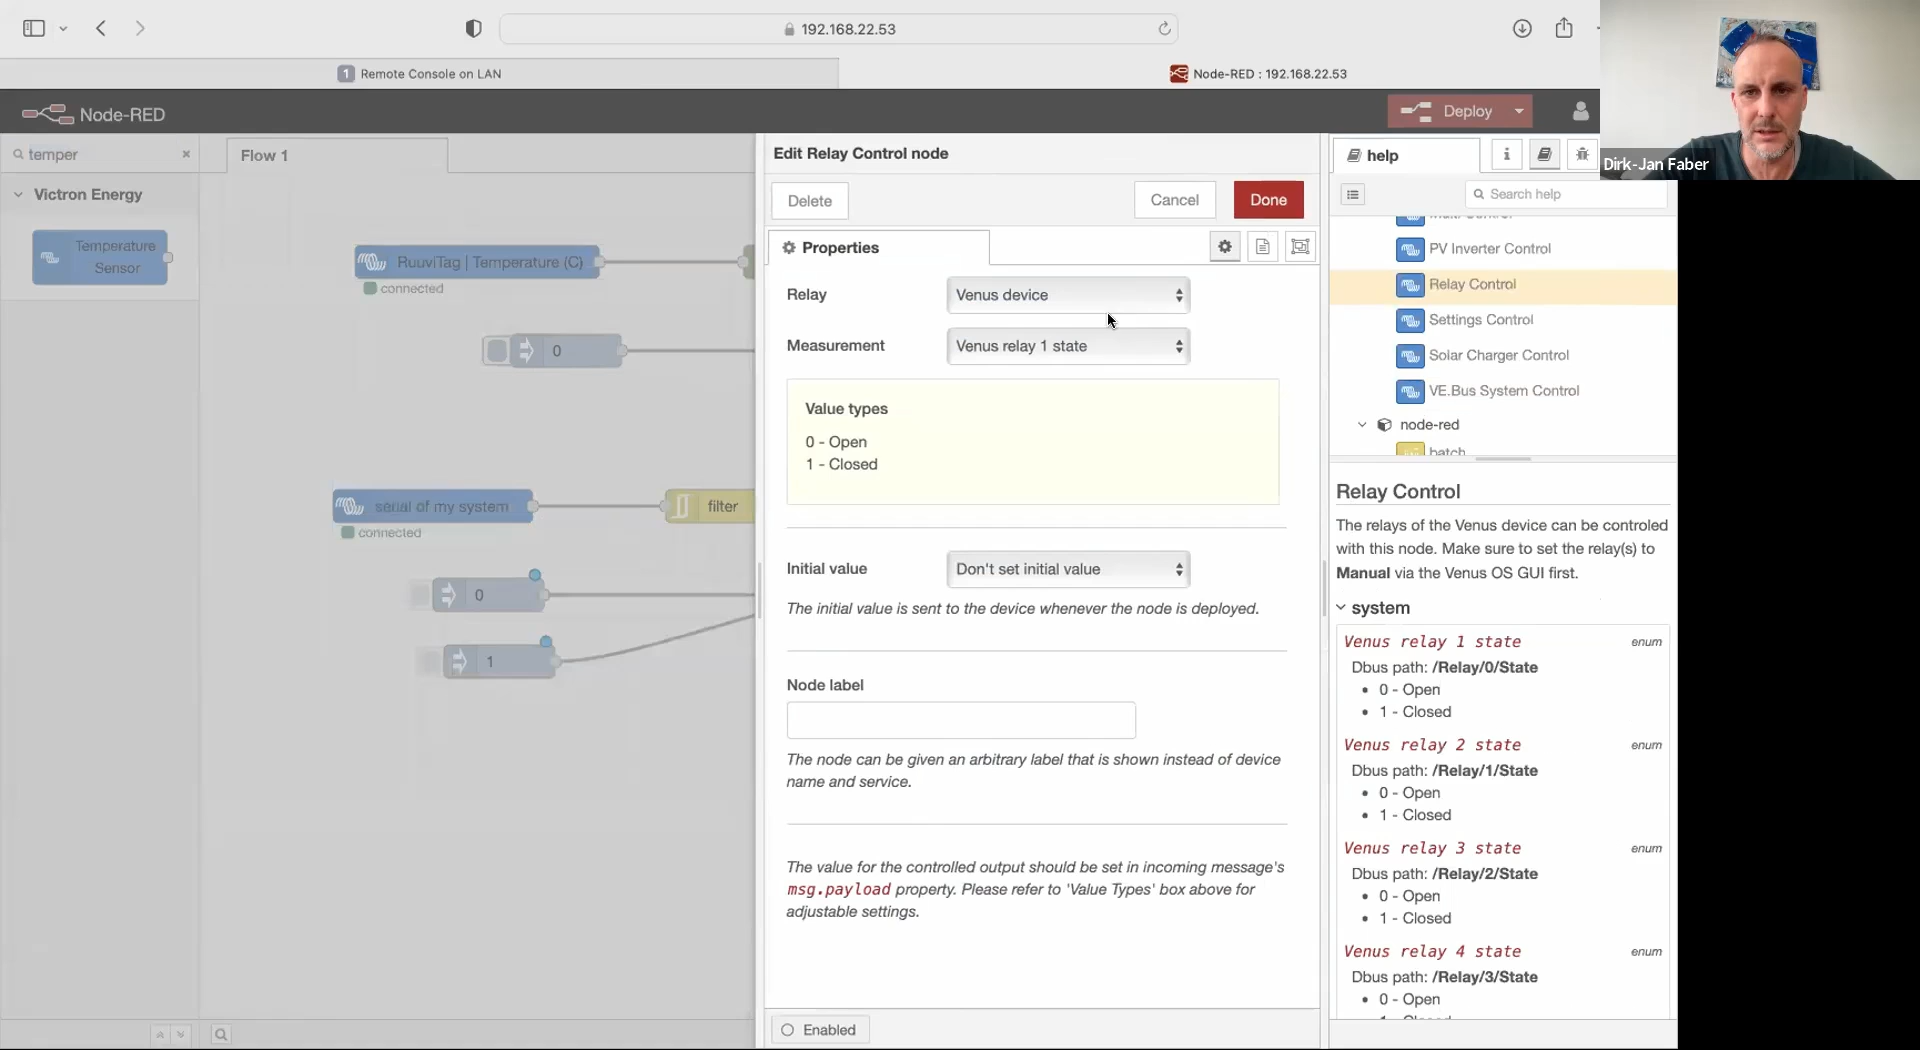 192.168.22.53
1 Remote Console on LAN
Node-RED : 192.168.22.53
Node-RED
Deploy
Dirk-Jan Faber
temper
Flow 1
Victron Energy
Temperature
Sensor
RuuviTag | Temperature (C)
connected
0
serial of my system
filter
connected
0
1
Edit Relay Control node
Delete
Cancel
Done
Properties
Relay
Venus device
Measurement
Venus relay 1 state
Value types
0 - Open
1 - Closed
Initial value
Don't set initial value
The initial value is sent to the device whenever the node is deployed.
Node label
The node can be given an arbitrary label that is shown instead of device
name and service.
The value for the controlled output should be set in incoming message's
msg.payload property. Please refer to 'Value Types' box above for
adjustable settings.
Enabled
help
i
Search help
PV Inverter Control
Relay Control
Settings Control
Solar Charger Control
VE.Bus System Control
node-red
batch
Relay Control
The relays of the Venus device can be controled
with this node. Make sure to set the relay(s) to
Manual via the Venus OS GUI first.
system
Venus relay 1 state enum
Dbus path: /Relay/0/State
• 0 - Open
• 1 - Closed
Venus relay 2 state enum
Dbus path: /Relay/1/State
• 0 - Open
• 1 - Closed
Venus relay 3 state enum
Dbus path: /Relay/2/State
• 0 - Open
• 1 - Closed
Venus relay 4 state enum
Dbus path: /Relay/3/State
• 0 - Open